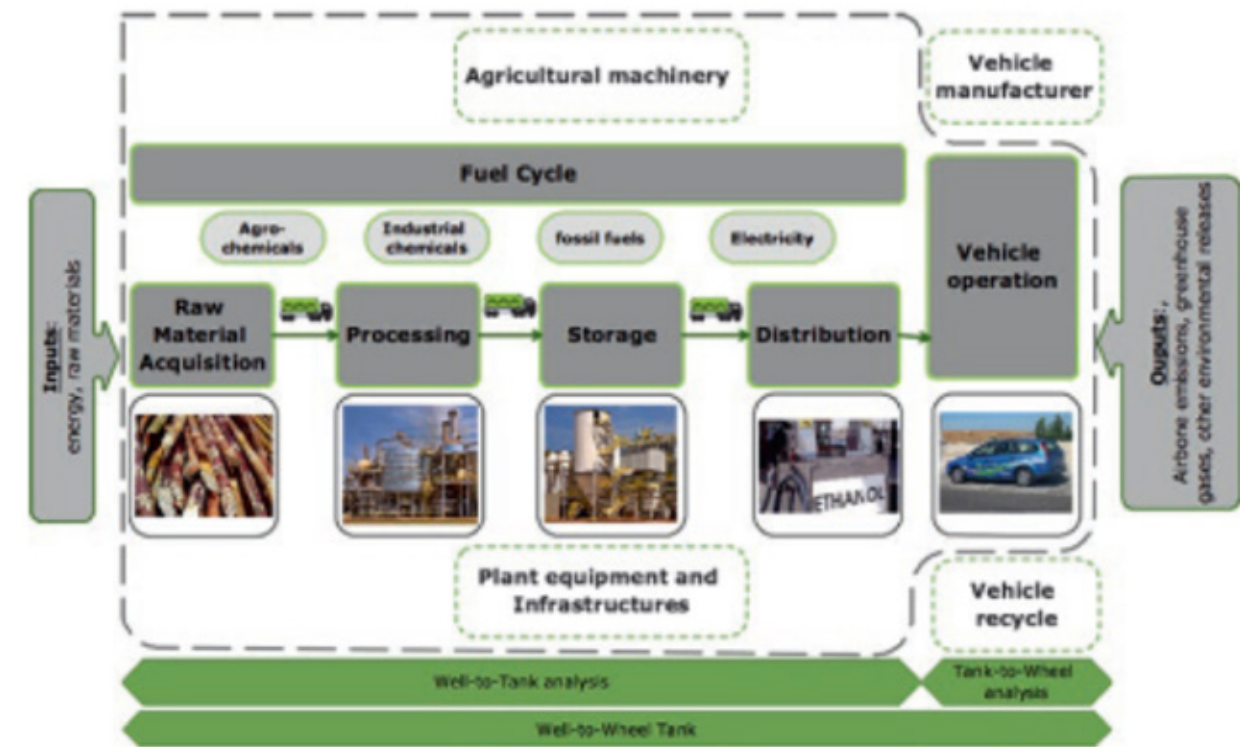 Agricultural machinery
Vehicle
manufacturer
Fuel Cycle
Agro-
chemicals
Industrial
chemicals
fossil fuels
Electricity
Vehicle
operation
Inputs:
energy, raw materials
Raw
Material
Acquisition
Processing
Storage
Distribution
Ouputs:,
Airbone emissions, greenhouse
gases, other environmental releases
ETHANOL
Plant equipment and
Infrastructures
Vehicle
recycle
Well-to-Tank analysis
Tank-to-Wheel
analysis
Well-to-Wheel Tank